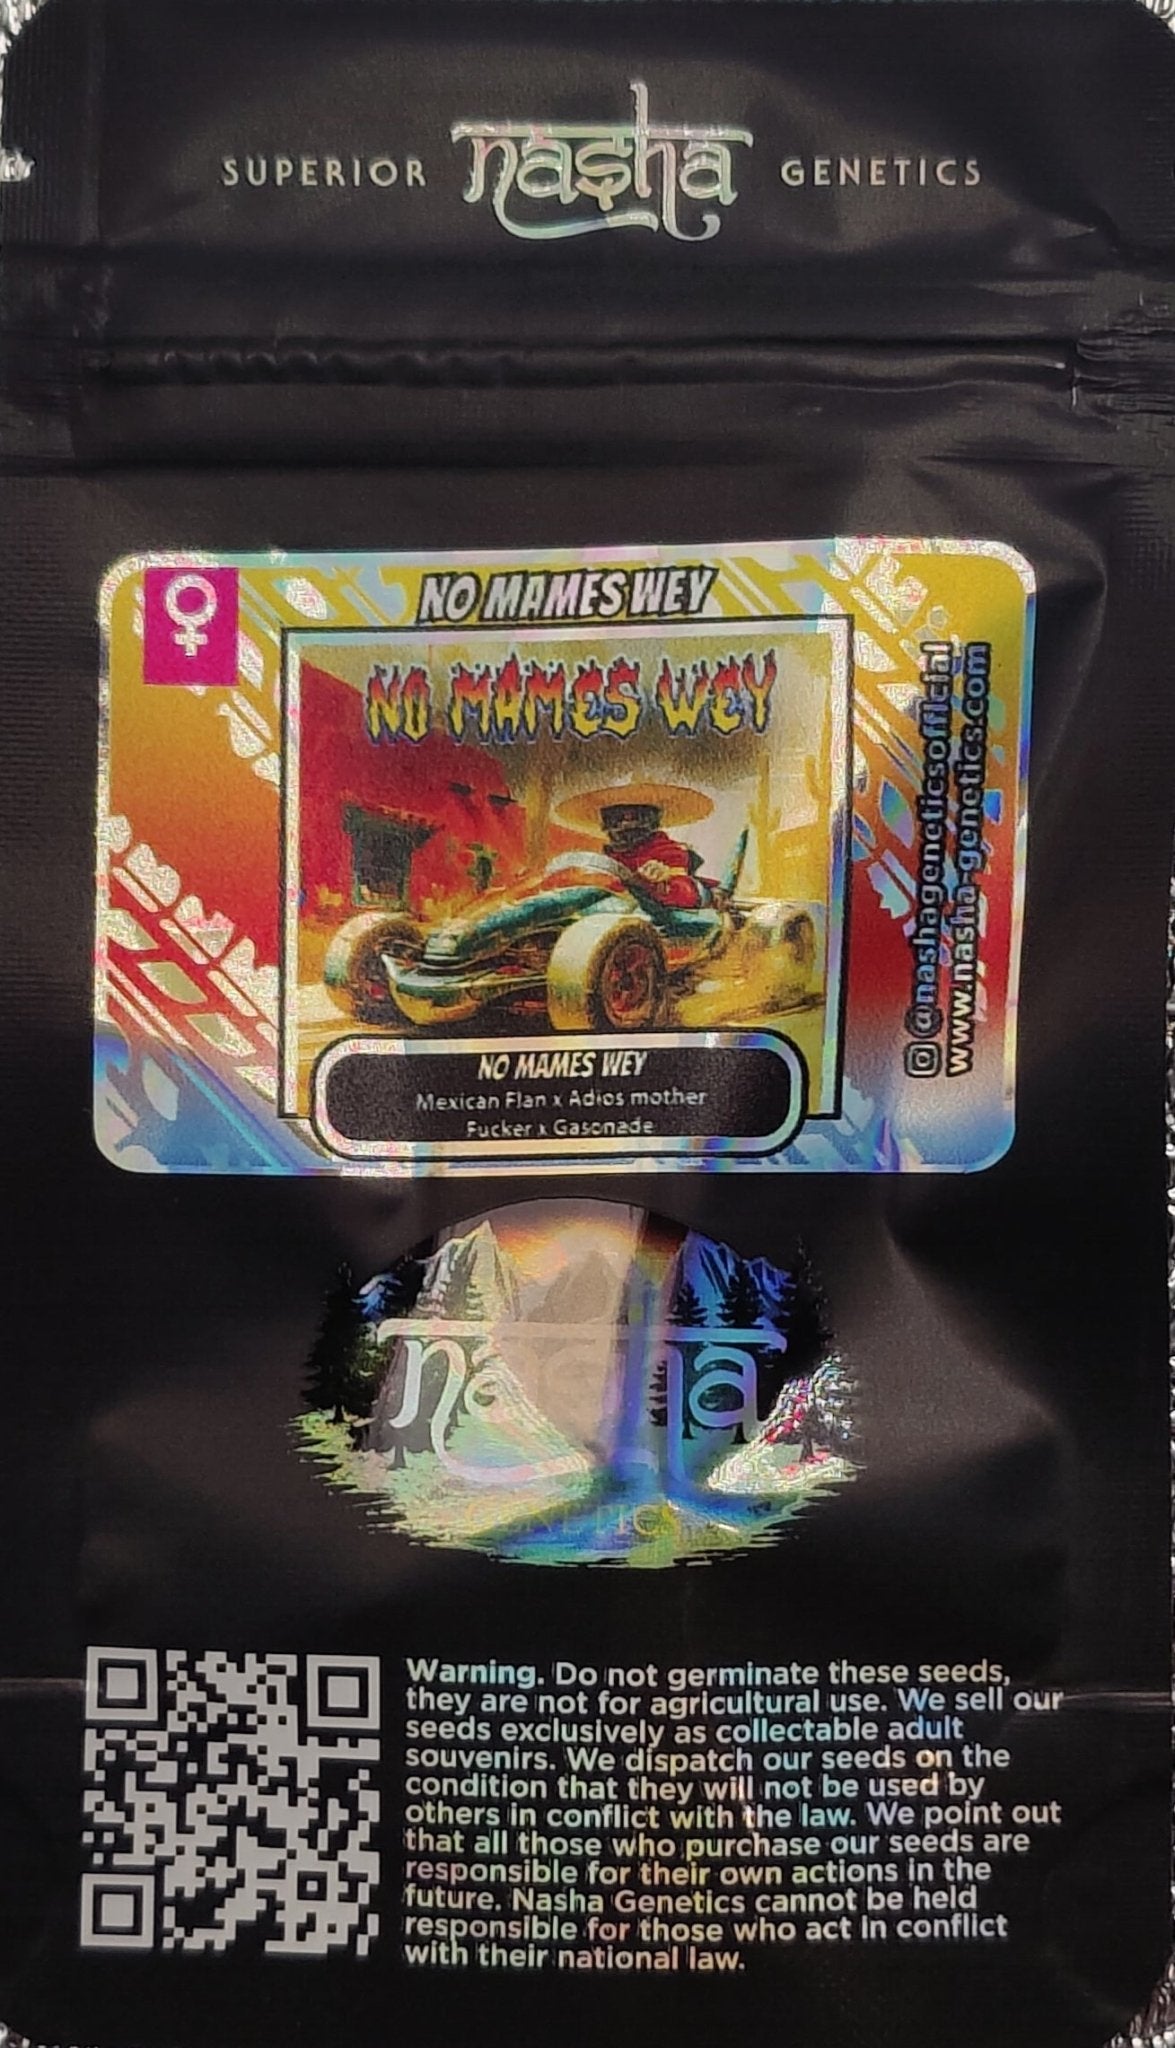 SUPERIOR nasha GENETICS
NO MAMES WEY
NO MAMES WEY
NO MAMES WEY
Mexican Flan x Adios mother
Fucker x Gasonade
@nashageneticsofficial
www.nasha-genetics.com
nasha
GENETICS
Warning. Do not germinate these seeds,
they are not for agricultural use. We sell our
seeds exclusively as collectable adult
souvenirs. We dispatch our seeds on the
condition that they will not be used by
others in conflict with the law. We point out
that all those who purchase our seeds are
responsible for their own actions in the
future. Nasha Genetics cannot be held
responsible for those who act in conflict
with their national law.